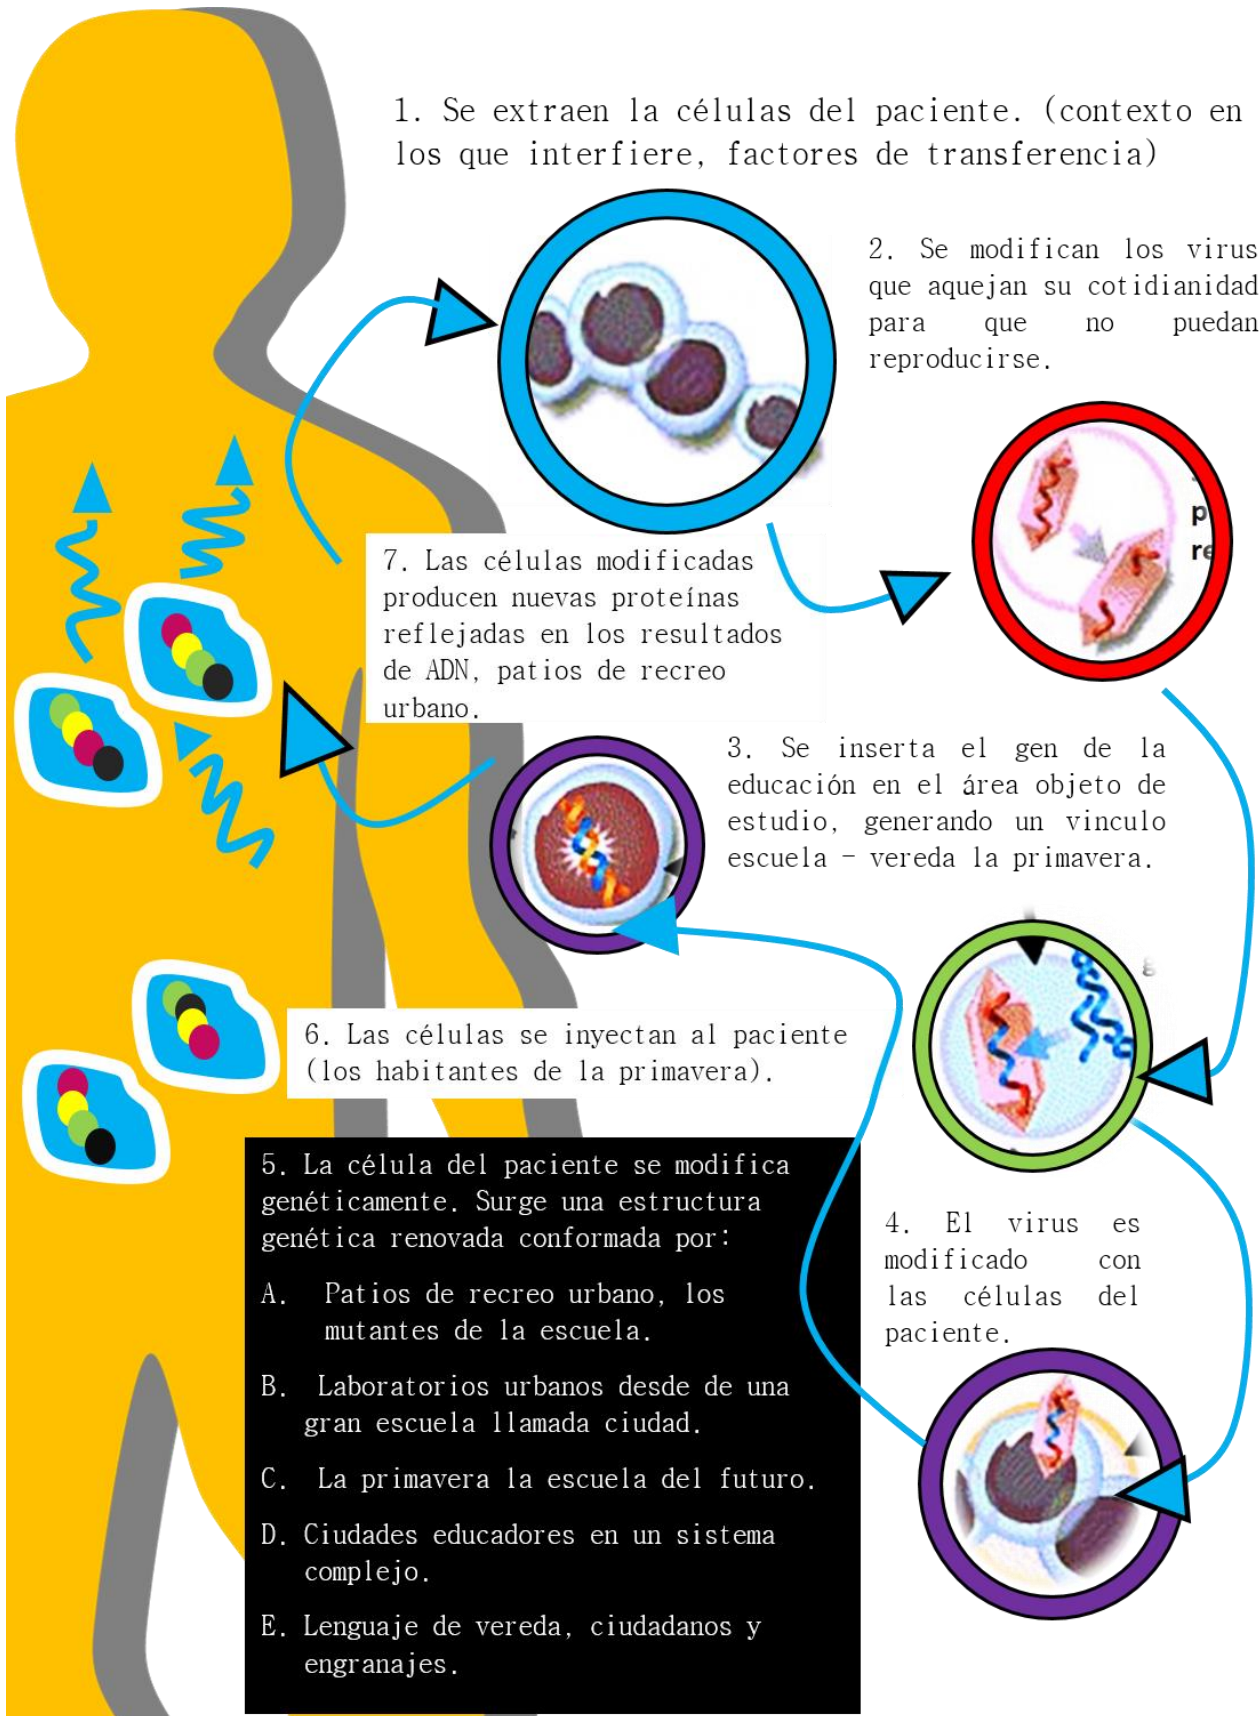 1. Se extraen la células del paciente. (contexto en
los que interfiere, factores de transferencia)
2. Se modifican los virus
que aquejan su cotidianidad
para que no puedan
reproducirse.
p
re
7. Las células modificadas
producen nuevas proteínas
reflejadas en los resultados
de ADN, patios de recreo
urbano.
3. Se inserta el gen de la
educación en el área objeto de
estudio, generando un vinculo
escuela - vereda la primavera.
6. Las células se inyectan al paciente
(los habitantes de la primavera).
5. La célula del paciente se modifica
genéticamente. Surge una estructura
genética renovada conformada por:
A. Patios de recreo urbano, los
mutantes de la escuela.
B. Laboratorios urbanos desde de una
gran escuela llamada ciudad.
C. La primavera la escuela del futuro.
D. Ciudades educadores en un sistema
complejo.
E. Lenguaje de vereda, ciudadanos y
engranajes.
4. El virus es
modificado con
las células del
paciente.